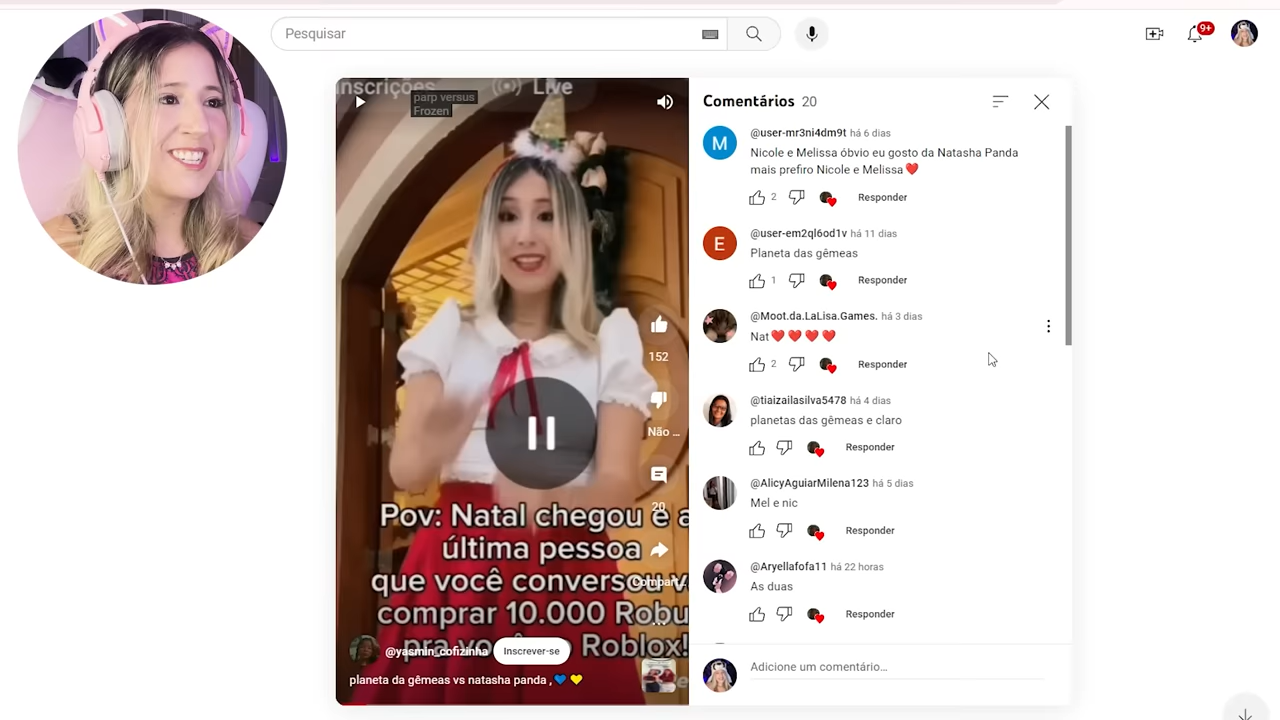 Pesquisar
9+
inscrições
Live
parp versus
Frozen
152
Não ...
20
Pov: Natal chegou e a
última pessoa
que você conversou v
comprar 10.000 Robu
pra você Roblox!
Compart...
@yasmin_cofizinha
Inscrever-se
planeta da gêmeas vs natasha panda ,💙 💛
Comentários 20
M
@user-mr3ni4dm9t há 6 dias
Nicole e Melissa óbvio eu gosto da Natasha Panda
mais prefiro Nicole e Melissa❤️
2
Responder
E
@user-em2ql6od1v há 11 dias
Planeta das gêmeas
1
Responder
@Moot.da.LaLisa.Games. há 3 dias
Nat❤️❤️❤️❤️
2
Responder
@tiaizailasilva5478 há 4 dias
planetas das gêmeas e claro
Responder
@AlicyAguiarMilena123 há 5 dias
Mel e nic
Responder
@Aryellafofa11 há 22 horas
As duas
Responder
Adicione um comentário...